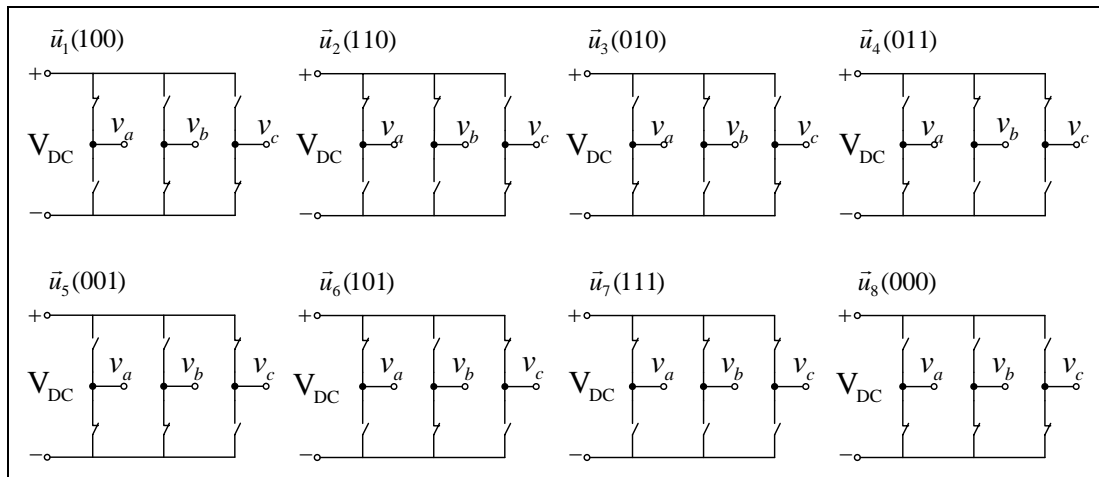 u⃗₁(100) u⃗₂(110) u⃗₃(010) u⃗₄(011)
+ + + +
V_DC v_a v_b v_c V_DC v_a v_b v_c V_DC v_a v_b v_c V_DC v_a v_b v_c
− − − −
u⃗₅(001) u⃗₆(101) u⃗₇(111) u⃗₈(000)
+ + + +
V_DC v_a v_b v_c V_DC v_a v_b v_c V_DC v_a v_b v_c V_DC v_a v_b v_c
− − − −